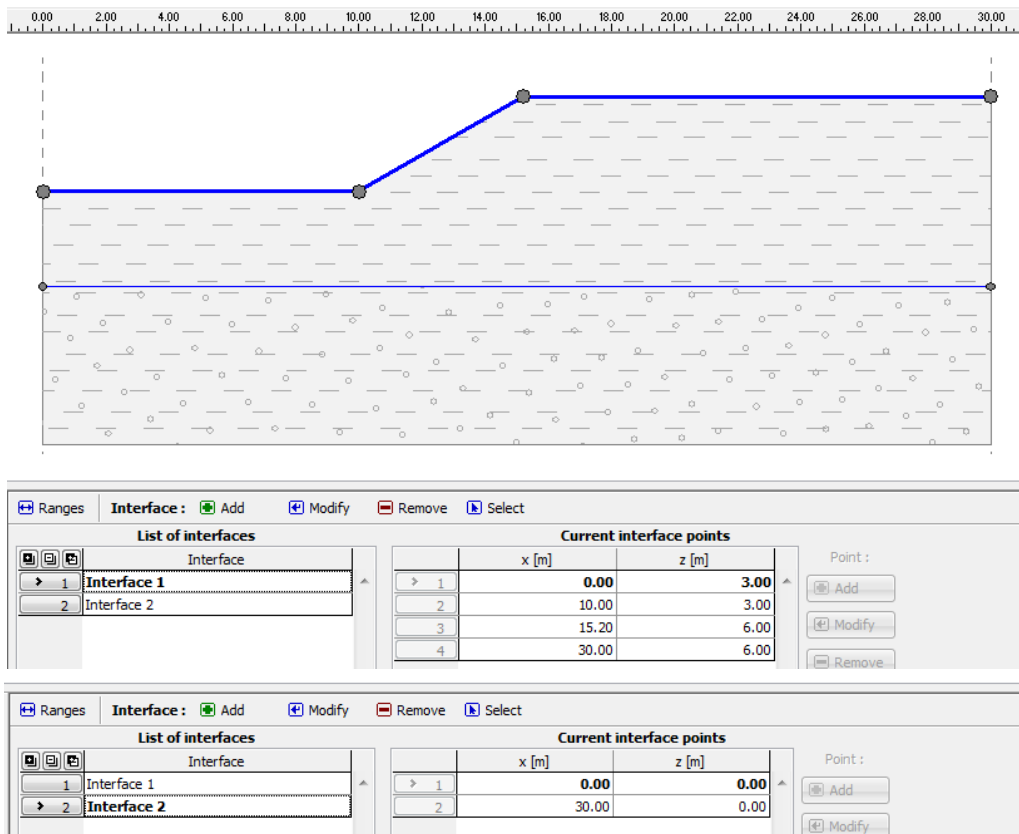 0.00 2.00 4.00 6.00 8.00 10.00 12.00 14.00 16.00 18.00 20.00 22.00 24.00 26.00 28.00 30.00
Ranges Interface : Add Modify Remove Select
List of interfaces Current interface points
Interface x [m] z [m] Point :
1 Interface 1 1 0.00 3.00 Add
2 Interface 2 2 10.00 3.00
3 15.20 6.00 Modify
4 30.00 6.00
Remove
Ranges Interface : Add Modify Remove Select
List of interfaces Current interface points
Interface x [m] z [m] Point :
1 Interface 1 1 0.00 0.00 Add
2 Interface 2 2 30.00 0.00
Modify